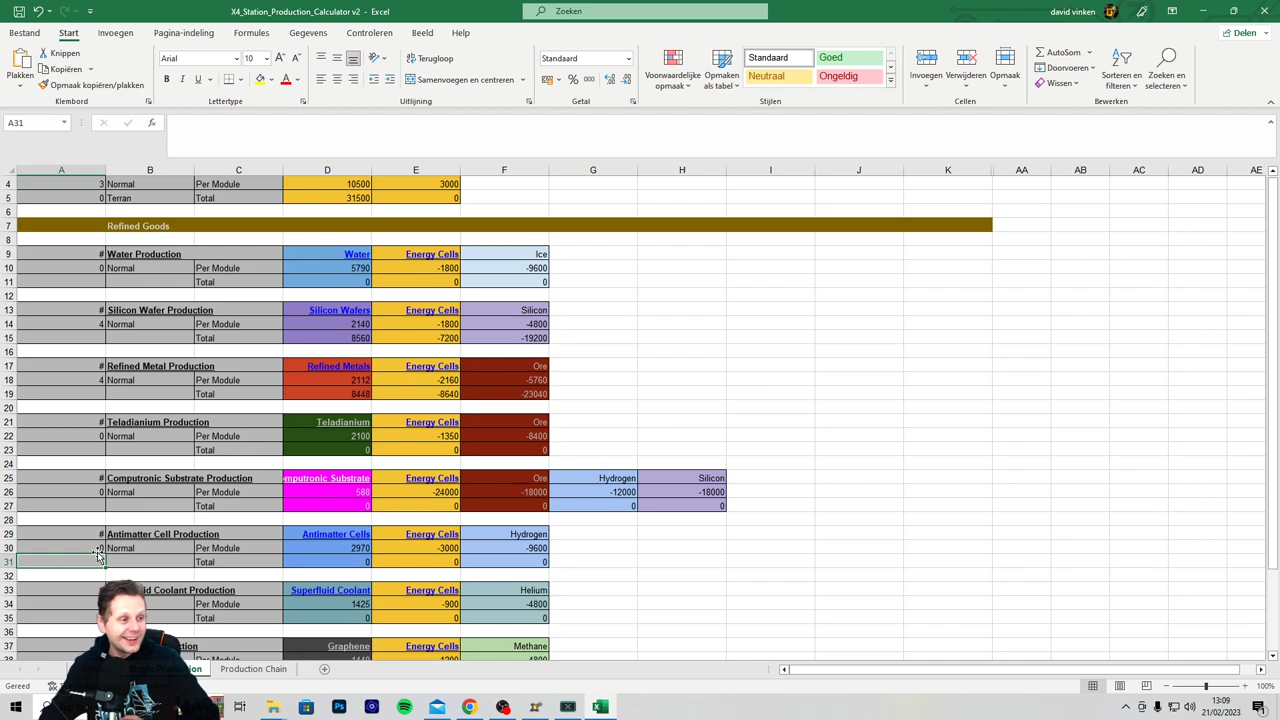 X4_Station_Production_Calculator v2 - Excel
Zoeken
david vinken
Bestand Start Invoegen Pagina-indeling Formules Gegevens Controleren Beeld Help
Delen
Plakken Knippen Kopiëren Opmaak kopiëren/plakken Klembord
Arial 10 Lettertype
Terugloop Samenvoegen en centreren Uitlijning
Standaard Getal
Voorwaardelijke opmaak Opmaken als tabel Standaard Goed Neutraal Ongeldig Stijlen
Invoegen Verwijderen Opmaak Cellen
AutoSom Doorvoeren Wissen Sorteren en filteren Zoeken en selecteren Bewerken
A31
A B C D E F G H I J K AA AB AC AD AE
4 3 Normal Per Module 10500 3000
5 0 Terran Total 31500 0
6
7 Refined Goods
8
9 # Water Production Water Energy Cells Ice
10 0 Normal Per Module 5790 -1800 -9600
11 Total 0 0 0
12
13 # Silicon Wafer Production Silicon Wafers Energy Cells Silicon
14 4 Normal Per Module 2140 -1800 -4800
15 Total 8560 -7200 -19200
16
17 # Refined Metal Production Refined Metals Energy Cells Ore
18 4 Normal Per Module 2112 -2160 -5760
19 Total 8448 -8640 -23040
20
21 # Teladianium Production Teladianium Energy Cells Ore
22 0 Normal Per Module 2100 -1350 -8400
23 Total 0 0 0
24
25 # Computronic Substrate Production mputronic Substrate Energy Cells Ore Hydrogen Silicon
26 0 Normal Per Module 588 -24000 -18000 -12000 -18000
27 Total 0 0 0 0 0
28
29 # Antimatter Cell Production Antimatter Cells Energy Cells Hydrogen
30 0 Normal Per Module 2970 -3000 -9600
31 Total 0 0 0
32
33 Coolant Production Superfluid Coolant Energy Cells Helium
34 Per Module 1425 -900 -4800
35 Total 0 0 0
36
37 Graphene Energy Cells Methane
Production Production Chain
Gereed 100%
13:09
21/02/2023